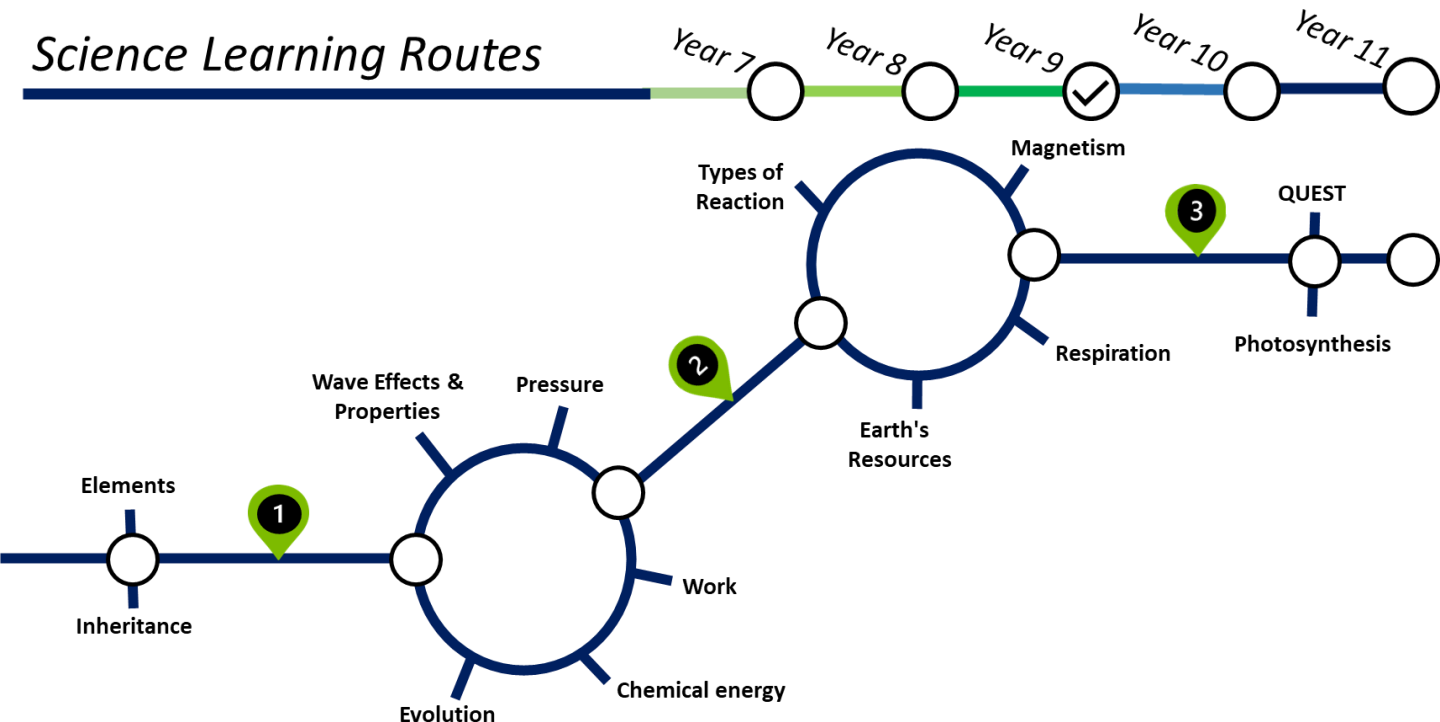 Science Learning Routes
Year 7
Year 8
Year 9
Year 10
Year 11
Types of
Reaction
Magnetism
3
QUEST
Photosynthesis
Respiration
Earth's
Resources
2
Wave Effects &
Properties
Pressure
Elements
1
Inheritance
Work
Chemical energy
Evolution